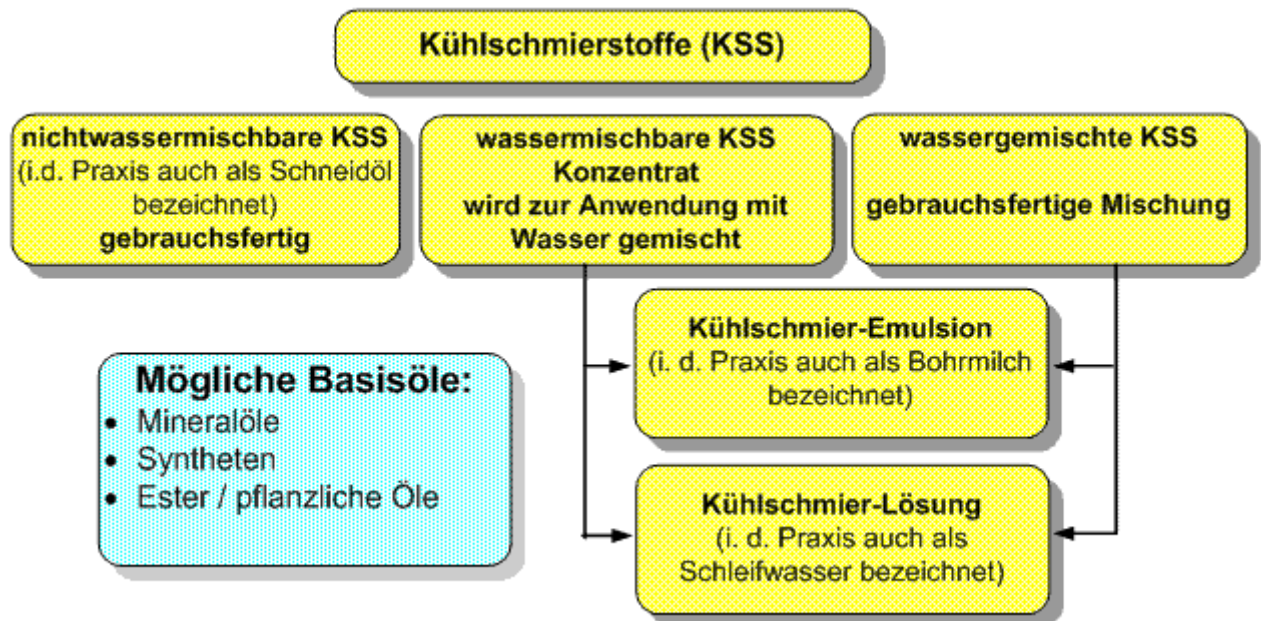 Kühlschmierstoffe (KSS)
nichtwassermischbare KSS
(i.d. Praxis auch als Schneidöl
bezeichnet)
gebrauchsfertig
wassermischbare KSS
Konzentrat
wird zur Anwendung mit
Wasser gemischt
wassergemischte KSS
gebrauchsfertige Mischung
Kühlschmier-Emulsion
(i. d. Praxis auch als Bohrmilch
bezeichnet)
Mögliche Basisöle:
• Mineralöle
• Syntheten
• Ester / pflanzliche Öle
Kühlschmier-Lösung
(i. d. Praxis auch als
Schleifwasser bezeichnet)